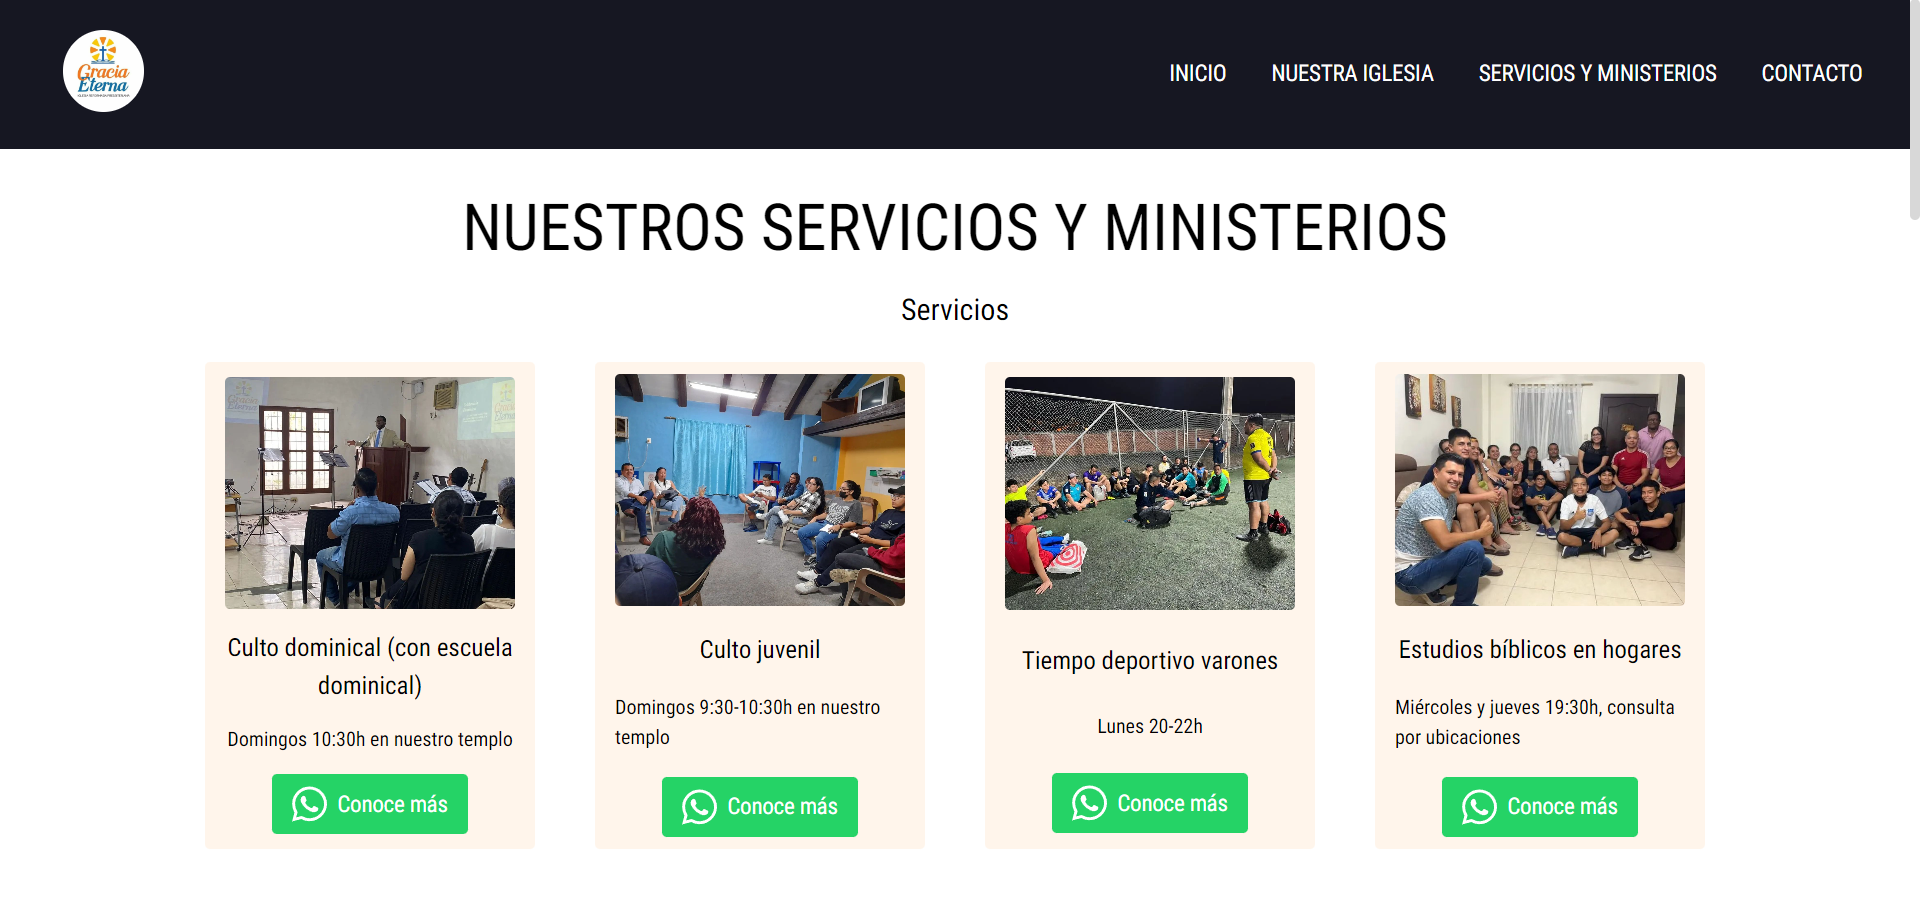 Gracia
Eterna
INICIO
NUESTRA IGLESIA
SERVICIOS Y MINISTERIOS
CONTACTO
NUESTROS SERVICIOS Y MINISTERIOS
Servicios
Culto dominical (con escuela
dominical)
Domingos 10:30h en nuestro templo
Conoce más
Culto juvenil
Domingos 9:30-10:30h en nuestro
templo
Conoce más
Tiempo deportivo varones
Lunes 20-22h
Conoce más
Estudios bíblicos en hogares
Miércoles y jueves 19:30h, consulta
por ubicaciones
Conoce más